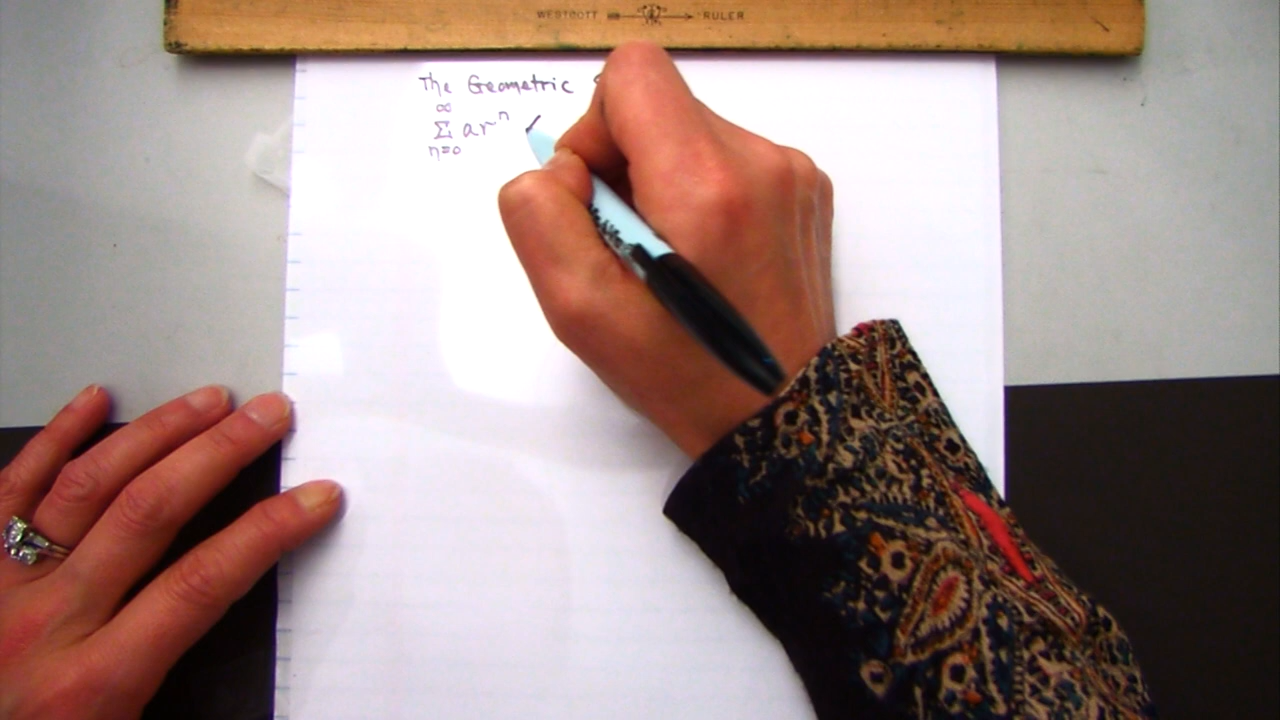 WESTCOTT RULER
The Geometric
∞
Σ ar^n
n=0